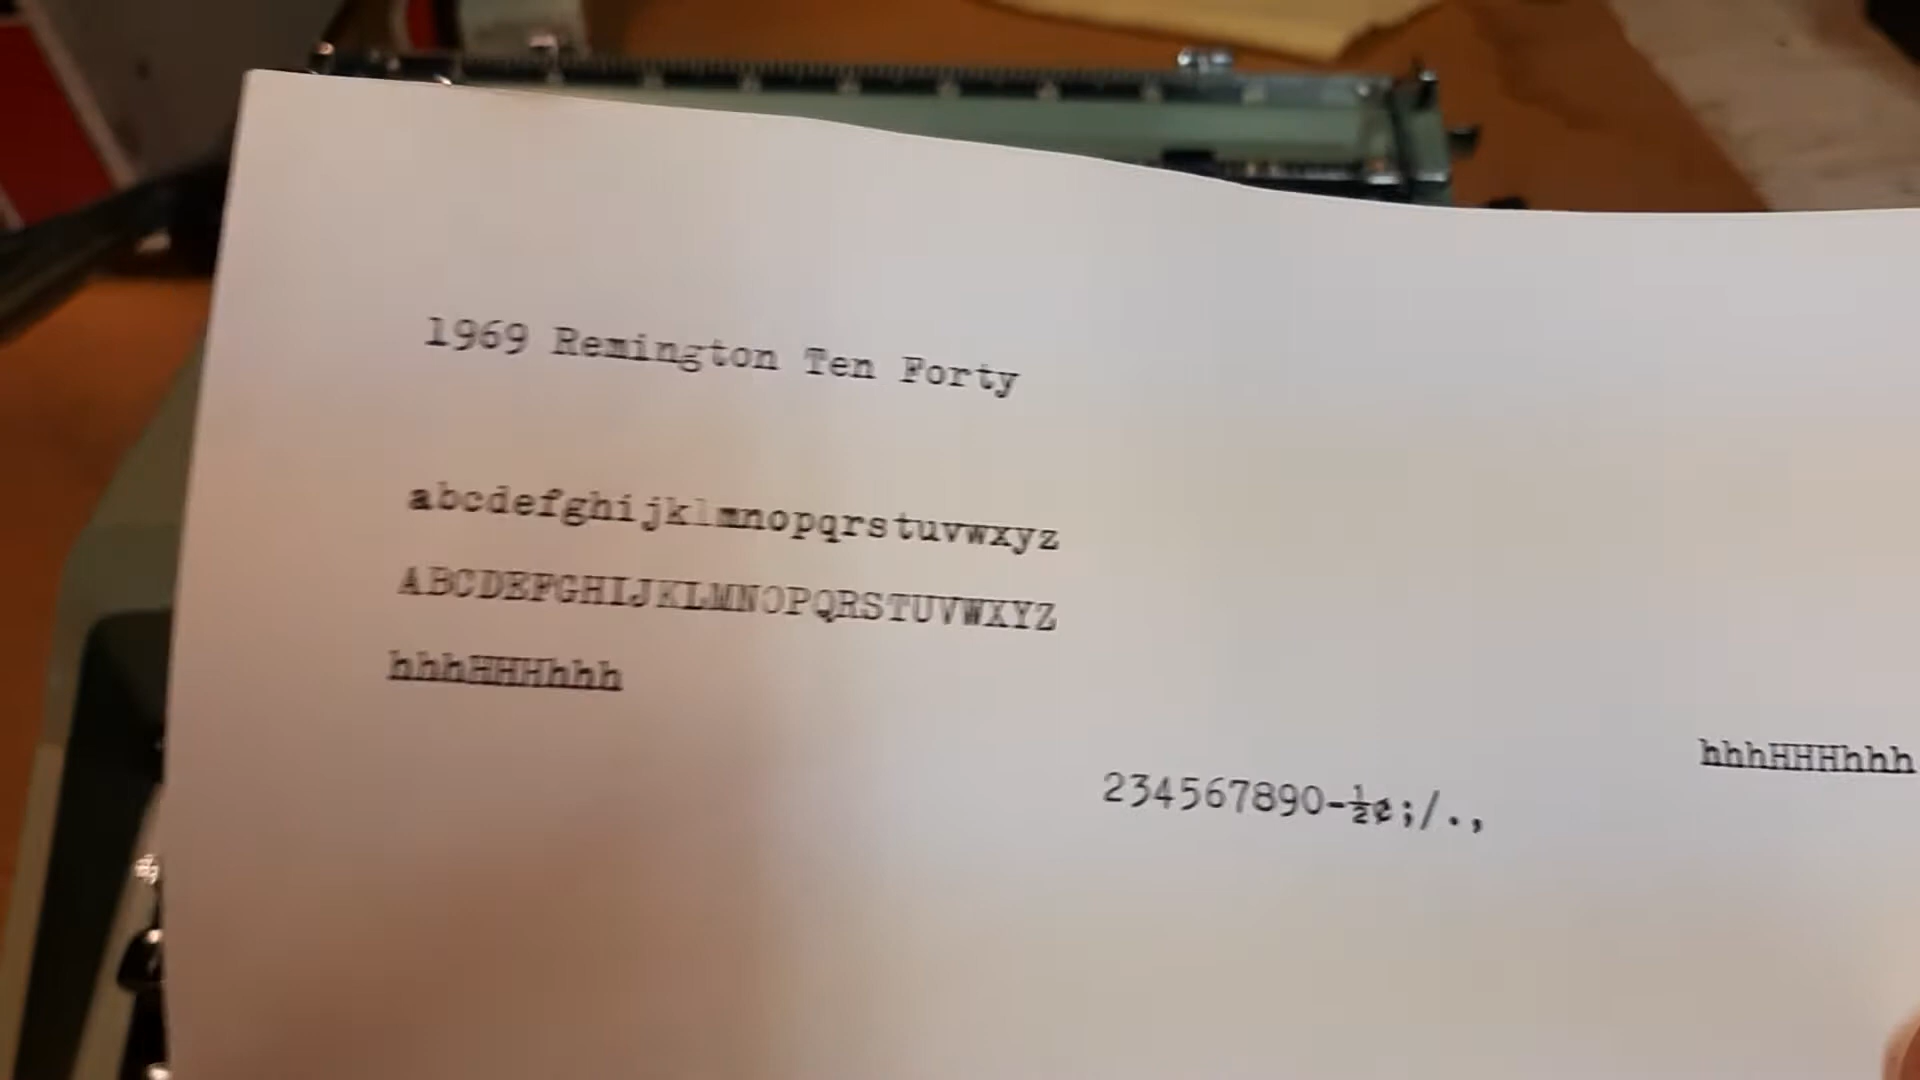 1969 Remington Ten Forty
abcdefghijklmnopqrstuvwxyz
ABCDEFGHIJKLMNOPQRSTUVWXYZ
hhhHHHhhh
hhhHHHhhh
234567890-½¢;/.,